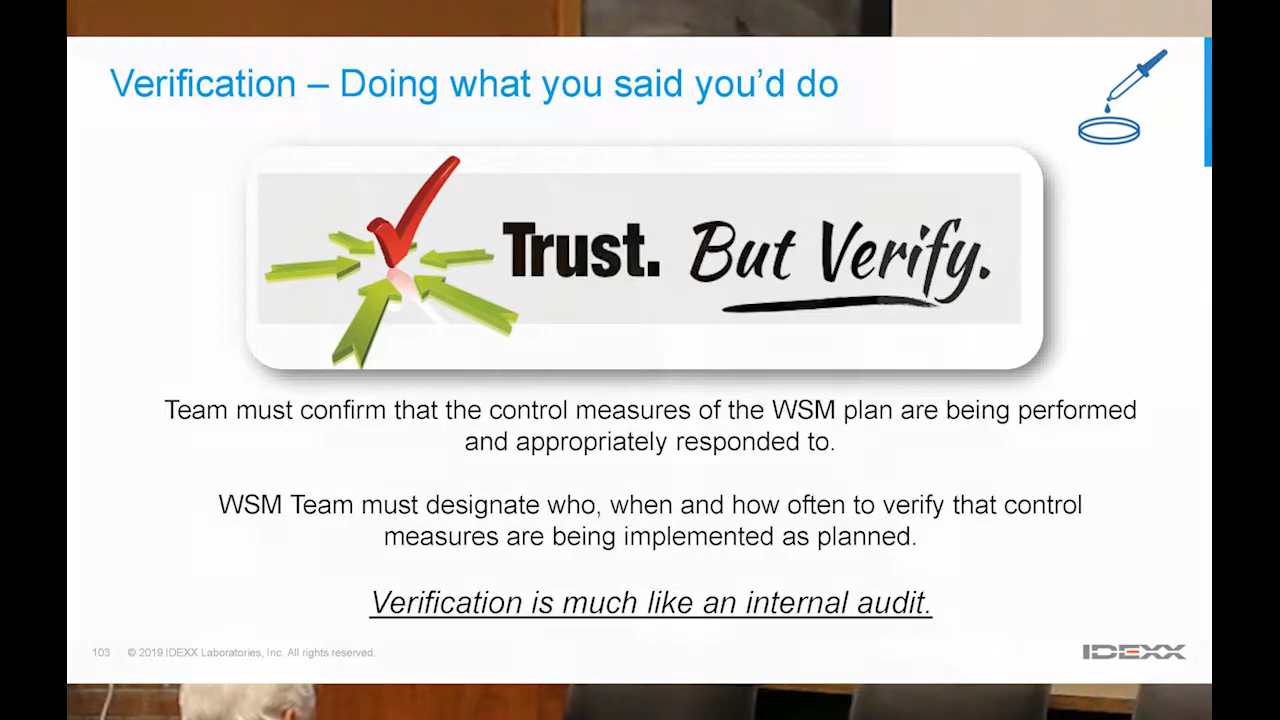 Verification – Doing what you said you'd do
Trust. But Verify.
Team must confirm that the control measures of the WSM plan are being performed
and appropriately responded to.
WSM Team must designate who, when and how often to verify that control
measures are being implemented as planned.
Verification is much like an internal audit.
103 © 2019 IDEXX Laboratories, Inc. All rights reserved.
IDEXX